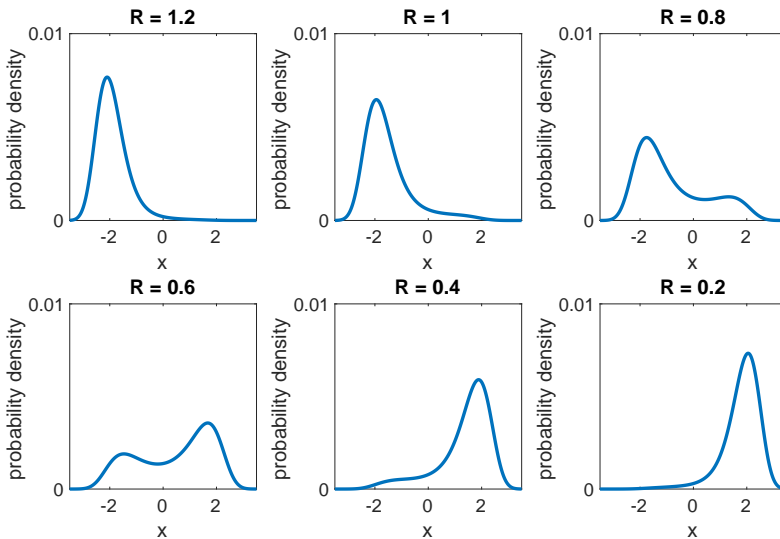 R = 1.2
0.01
probability density
0
-2 0 2
x
R = 1
0.01
probability density
0
-2 0 2
x
R = 0.8
0.01
probability density
0
-2 0 2
x
R = 0.6
0.01
probability density
0
-2 0 2
x
R = 0.4
0.01
probability density
0
-2 0 2
x
R = 0.2
0.01
probability density
0
-2 0 2
x